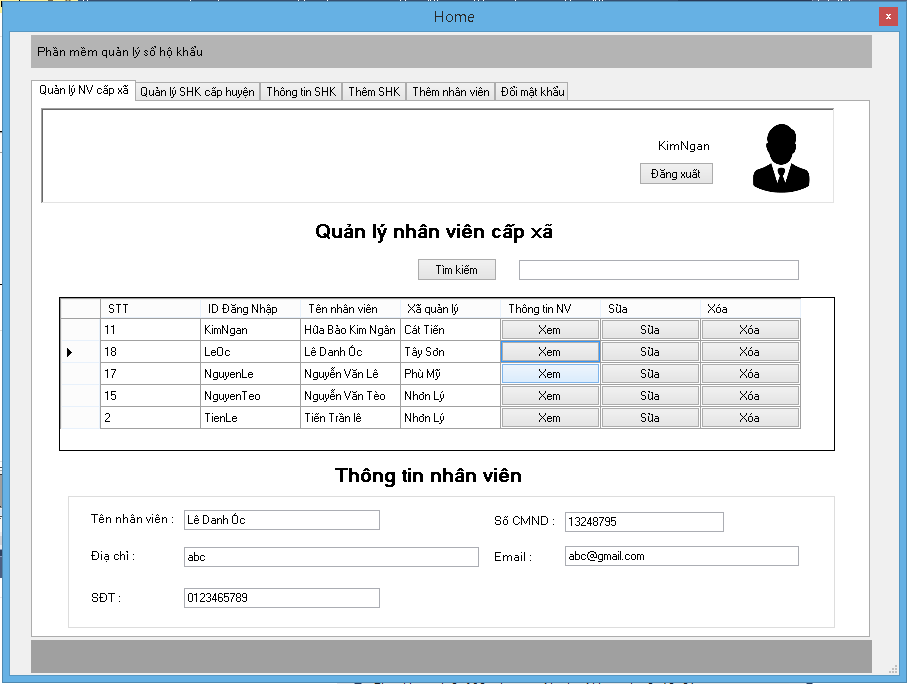 Home
x
Phần mềm quản lý sổ hộ khẩu
Quản lý NV cấp xã Quản lý SHK cấp huyện Thông tin SHK Thêm SHK Thêm nhân viên Đổi mật khẩu
KimNgan
Đăng xuất
Quản lý nhân viên cấp xã
Tìm kiếm
STT ID Đăng Nhập Tên nhân viên Xã quản lý Thông tin NV Sửa Xóa
11 KimNgan Hứa Bảo Kim Ngân Cát Tiến Xem Sửa Xóa
18 LeOc Lê Danh Ốc Tây Sơn Xem Sửa Xóa
17 NguyenLe Nguyễn Văn Lê Phù Mỹ Xem Sửa Xóa
15 NguyenTeo Nguyễn Văn Tèo Nhơn Lý Xem Sửa Xóa
2 TienLe Tiến Trần lê Nhơn Lý Xem Sửa Xóa
Thông tin nhân viên
Tên nhân viên : Lê Danh Ốc Số CMND : 13248795
Địa chỉ : abc Email : abc@gmail.com
SĐT : 0123465789